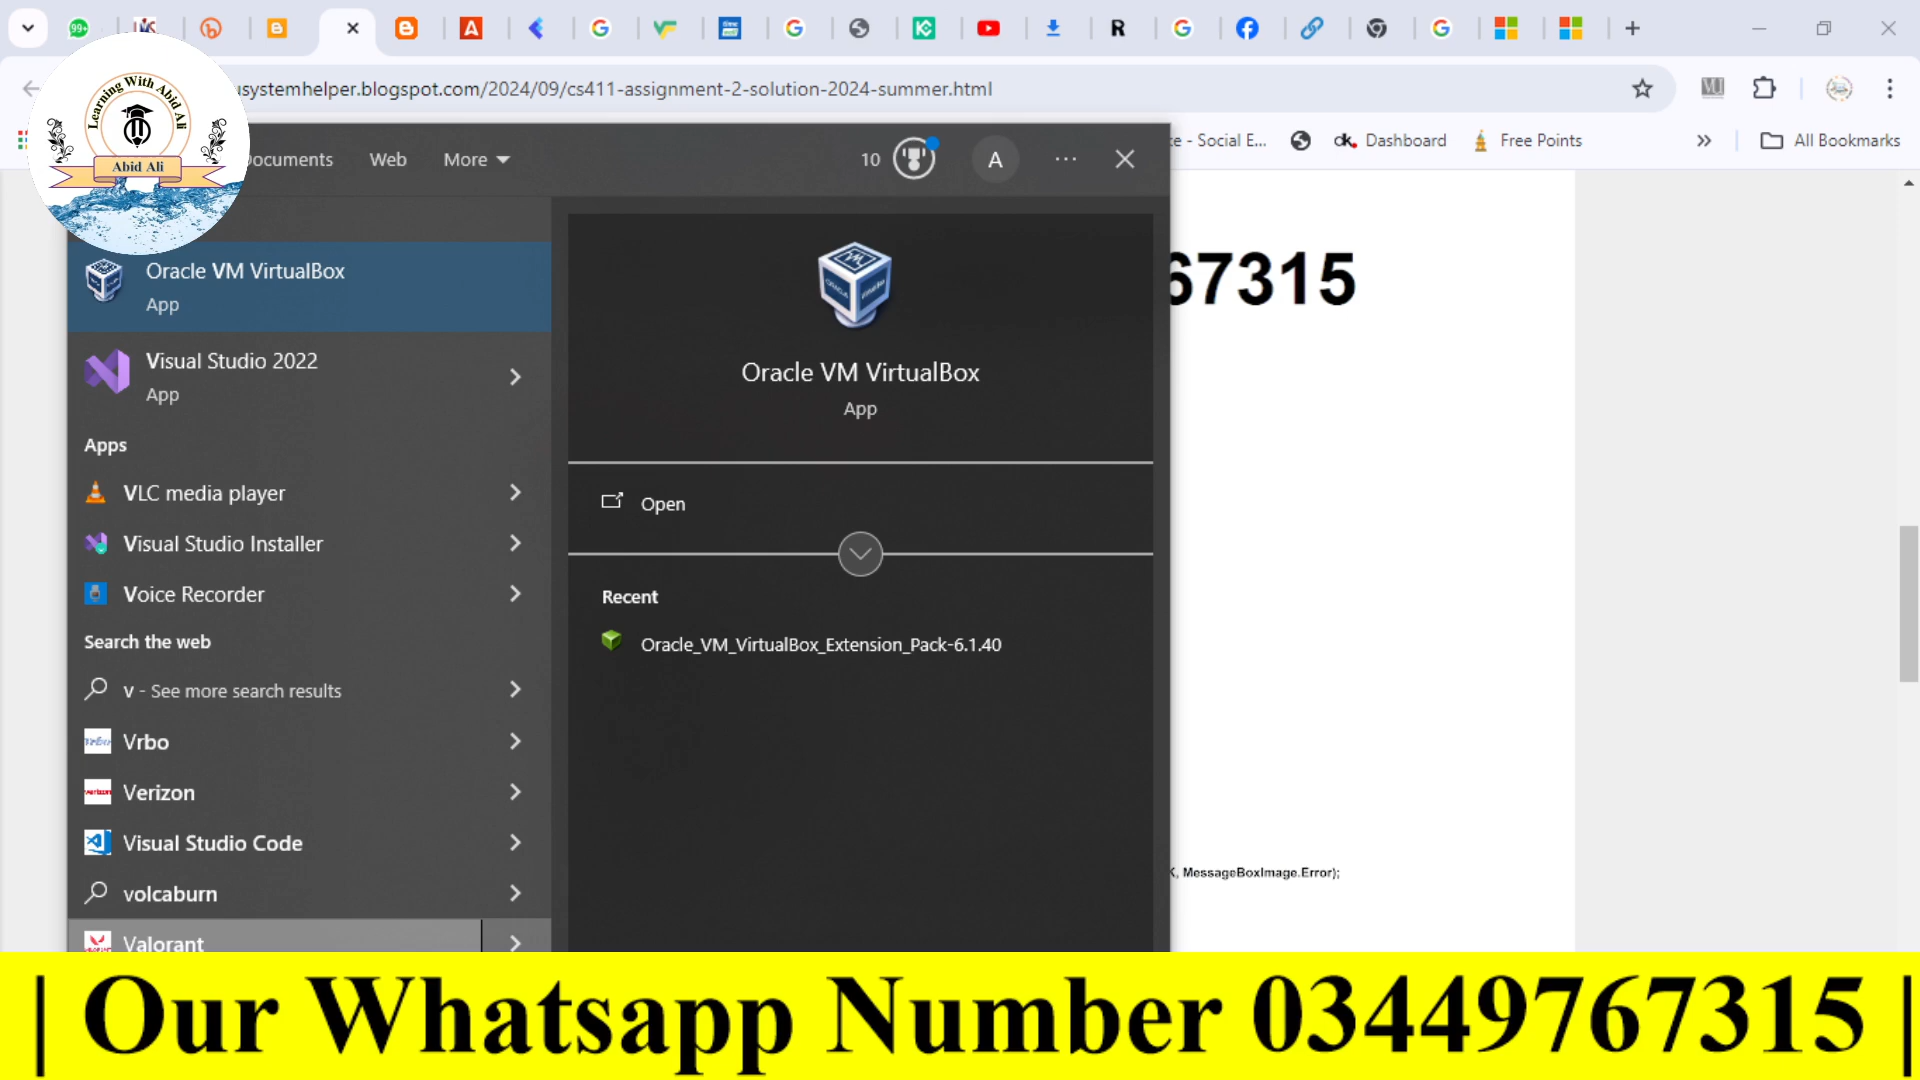 99+
usystemhelper.blogspot.com/2024/09/cs411-assignment-2-solution-2024-summer.html
Learning With Abid Ali
Abid Ali
Documents
Web
More
10
A
e - Social E...
Dashboard
Free Points
All Bookmarks
Oracle VM VirtualBox
App
Visual Studio 2022
App
Apps
VLC media player
Visual Studio Installer
Voice Recorder
Search the web
v - See more search results
Vrbo
Verizon
Visual Studio Code
volcaburn
Valorant
Oracle VM VirtualBox
App
Open
Recent
Oracle_VM_VirtualBox_Extension_Pack-6.1.40
67315
, MessageBoxImage.Error);
| Our Whatsapp Number 03449767315 |